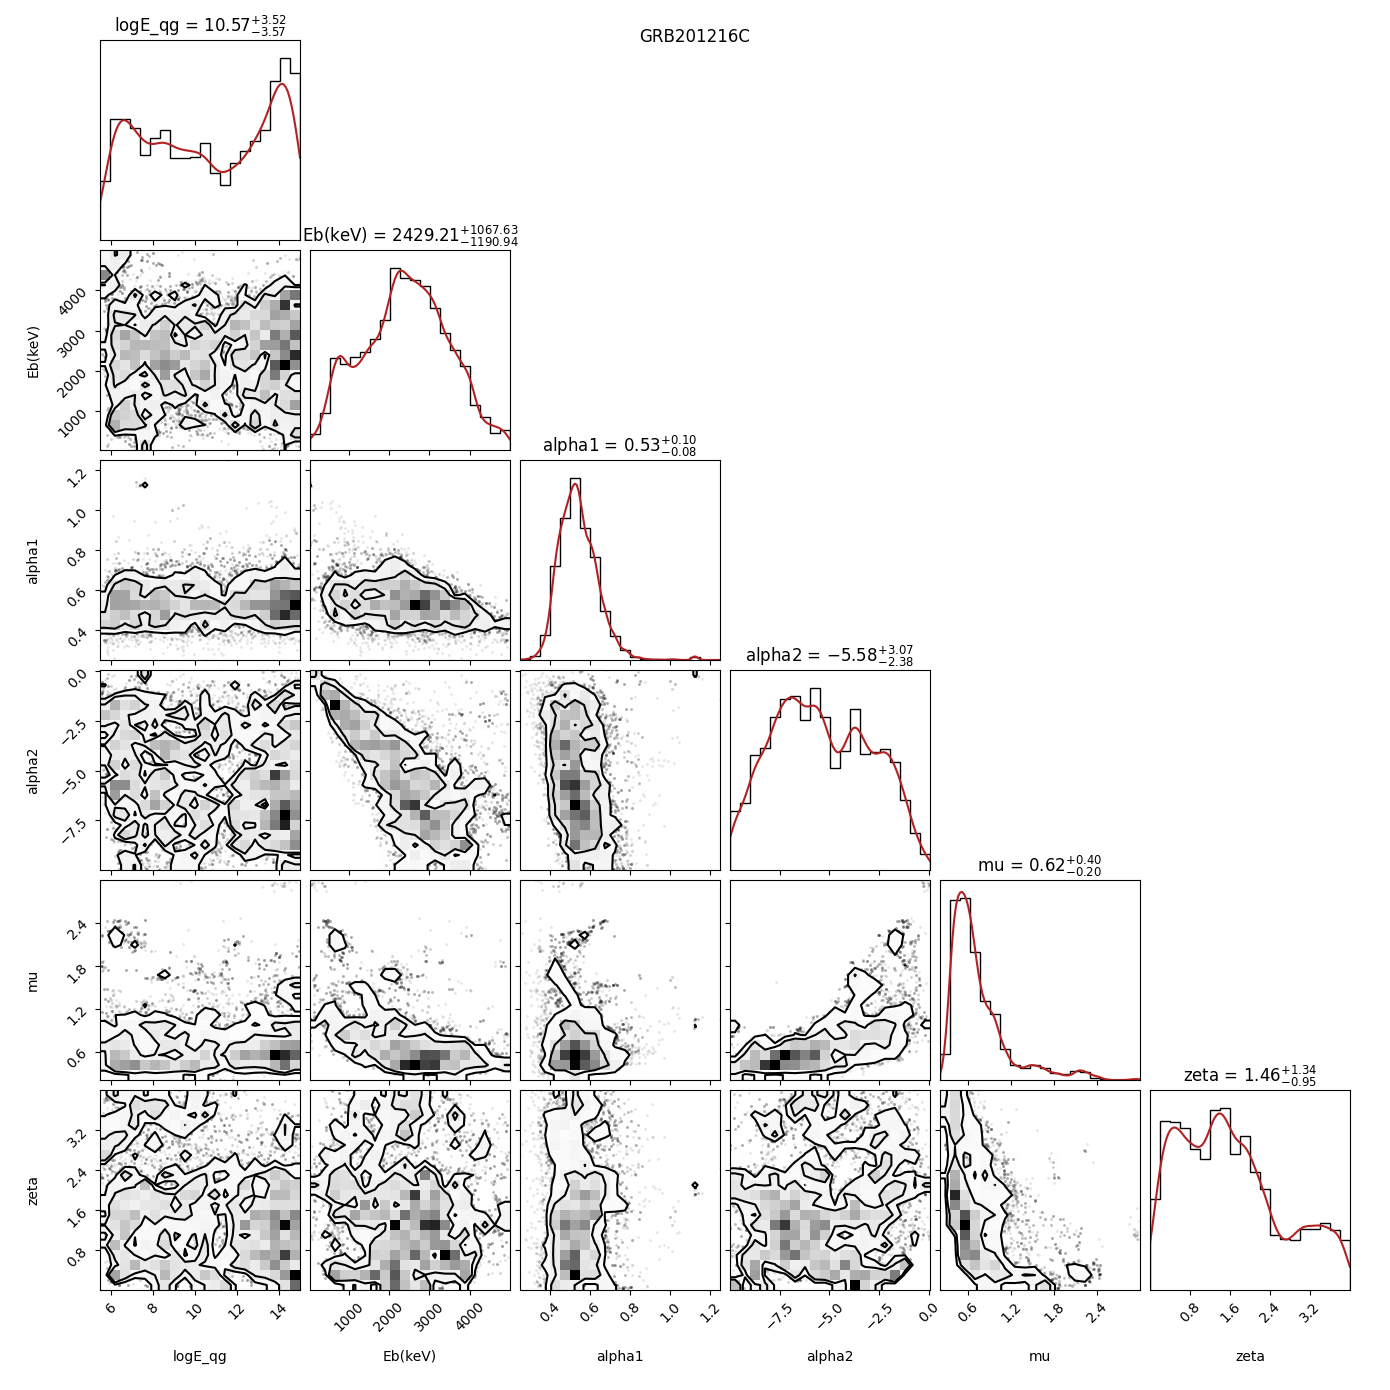 logE_qg = 10.57+3.52−3.57
GRB201216C
Eb(keV) = 2429.21+1067.63−1190.94
4000
3000
2000
1000
Eb(keV)
alpha1 = 0.53+0.10−0.08
1.2
1.0
0.8
0.6
0.4
alpha1
alpha2 = −5.58+3.07−2.38
0.0
−2.5
−5.0
−7.5
alpha2
mu = 0.62+0.40−0.20
2.4
1.8
1.2
0.6
mu
zeta = 1.46+1.34−0.95
3.2
2.4
1.6
0.8
zeta
6 8 10 12 14 1000 2000 3000 4000 0.4 0.6 0.8 1.0 1.2 −7.5 −5.0 −2.5 0.0 0.6 1.2 1.8 2.4 0.8 1.6 2.4 3.2
logE_qg Eb(keV) alpha1 alpha2 mu zeta